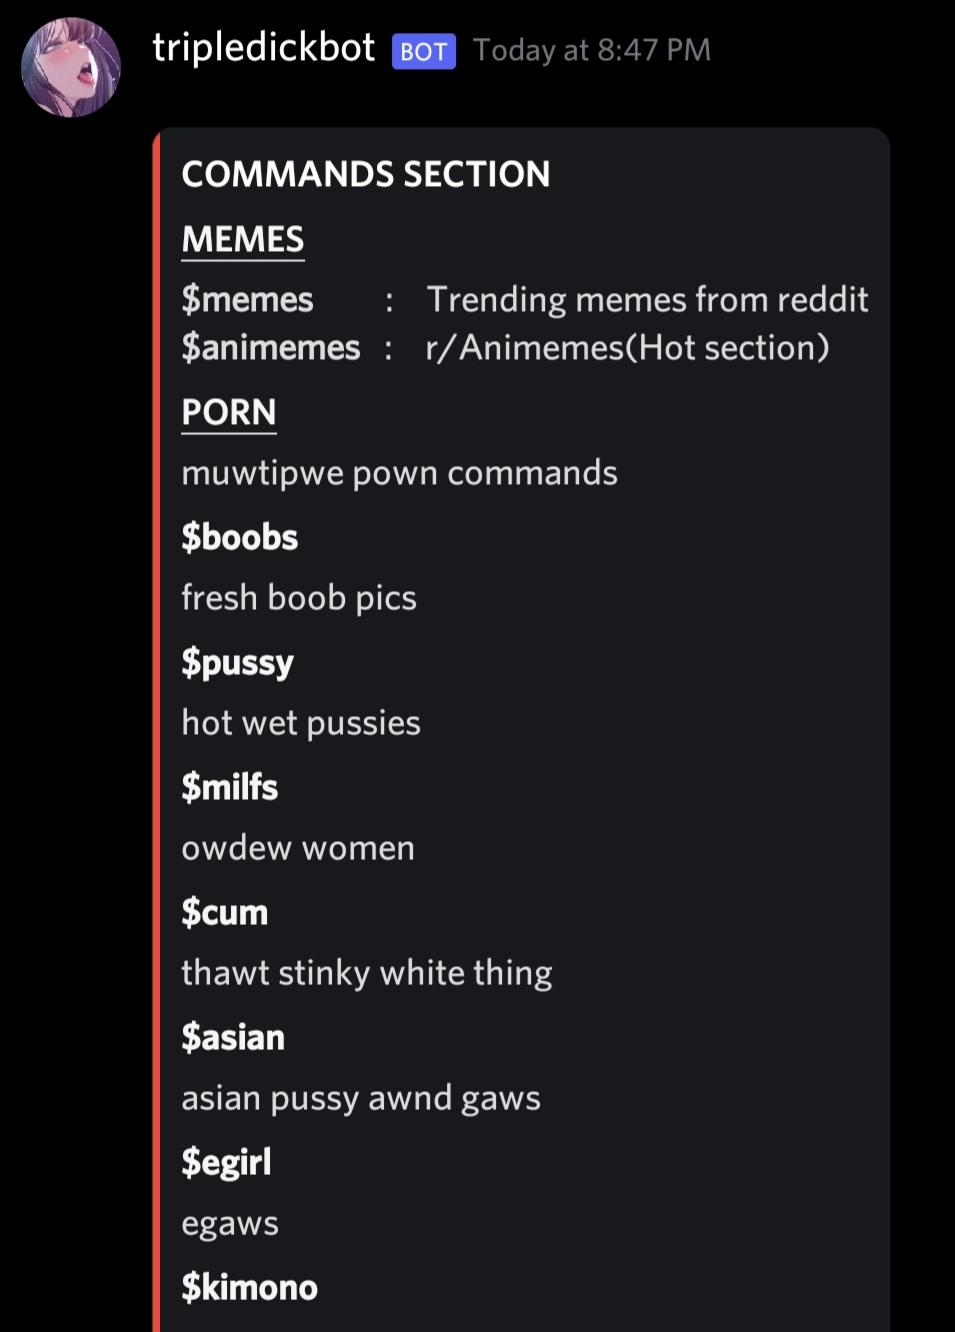 tripledickbot BOT Today at 8:47 PM
COMMANDS SECTION
MEMES
$memes : Trending memes from reddit
$animemes : r/Animemes(Hot section)
PORN
muwtipwe pown commands
$boobs
fresh boob pics
$pussy
hot wet pussies
$milfs
owdew women
$cum
thawt stinky white thing
$asian
asian pussy awnd gaws
$egirl
egaws
$kimono